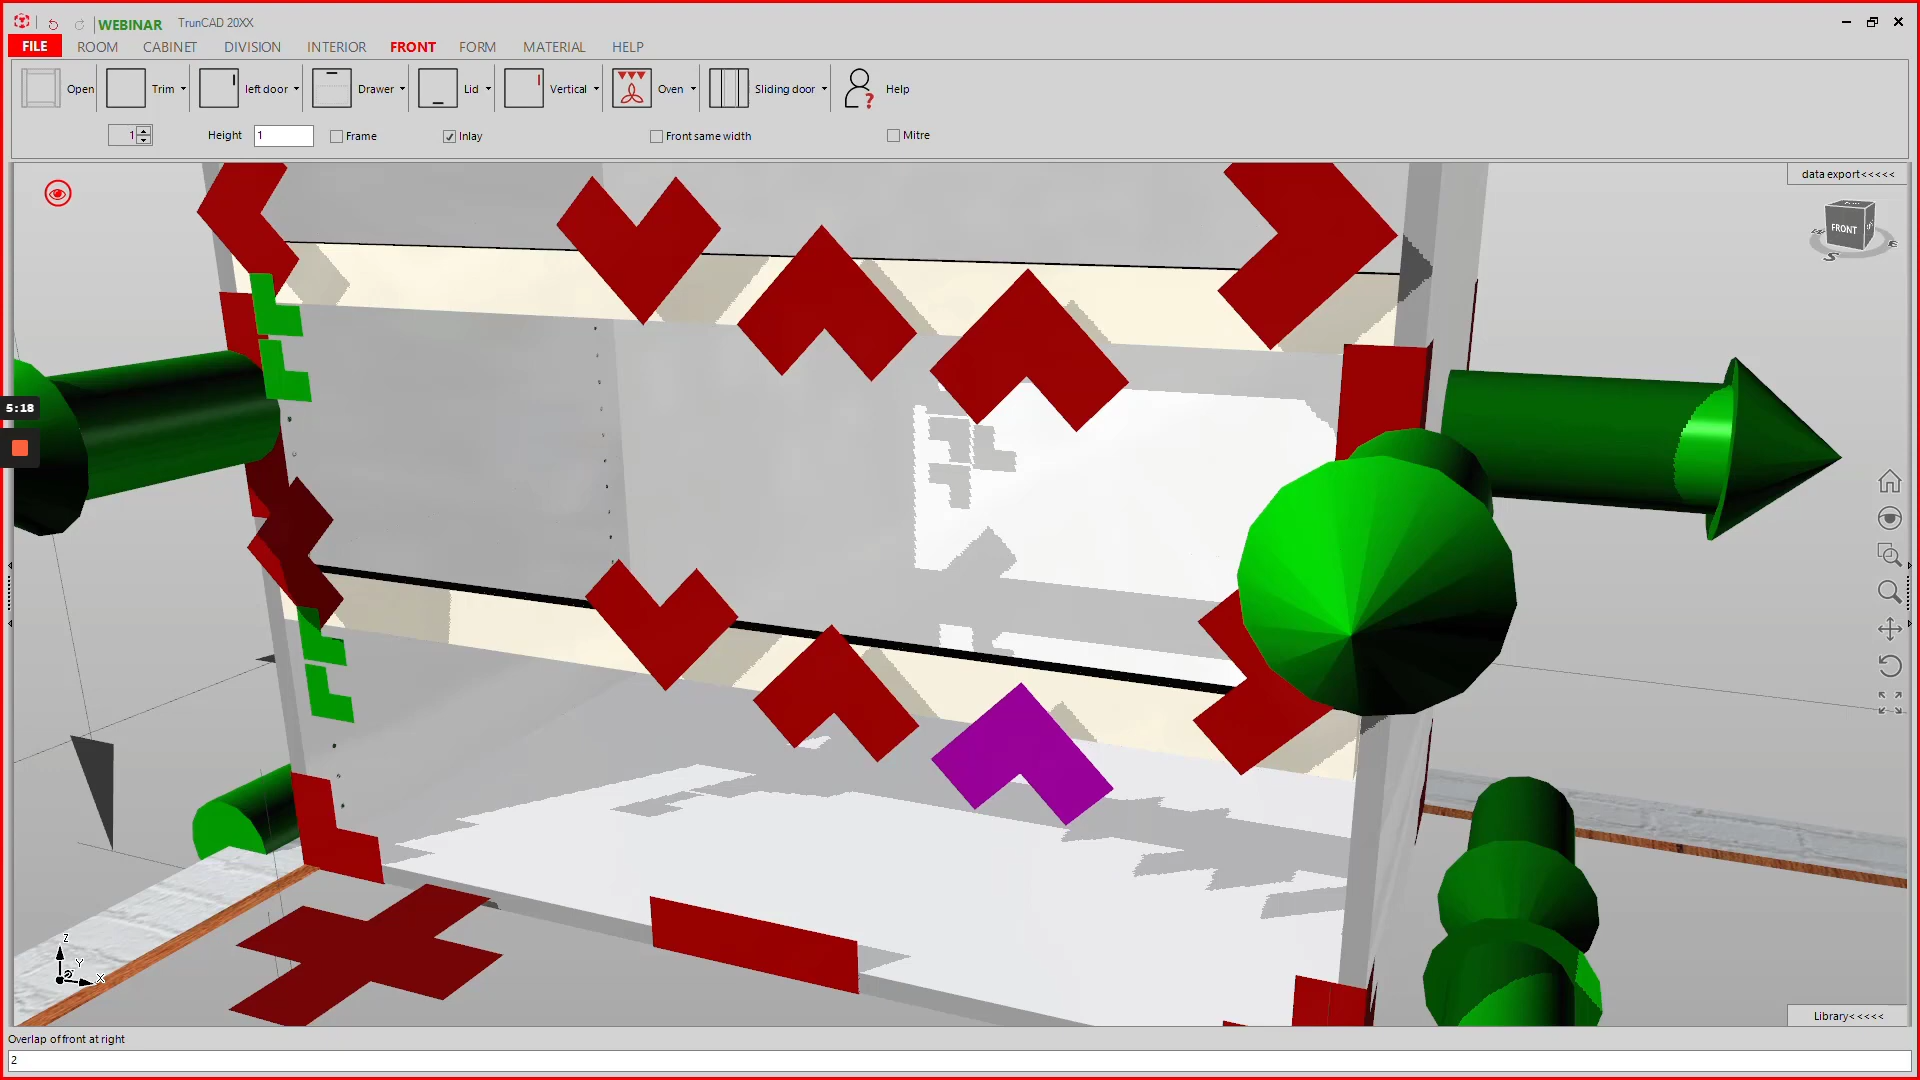 WEBINAR TrunCAD 20XX
FILE ROOM CABINET DIVISION INTERIOR FRONT FORM MATERIAL HELP
Open Trim left door Drawer Lid Vertical Oven Sliding door Help
1 Height 1 Frame Inlay Front same width Mitre
data export<<<<<
FRONT
S
E
5:18
Z
Y
X
Library<<<<<
Overlap of front at right
2